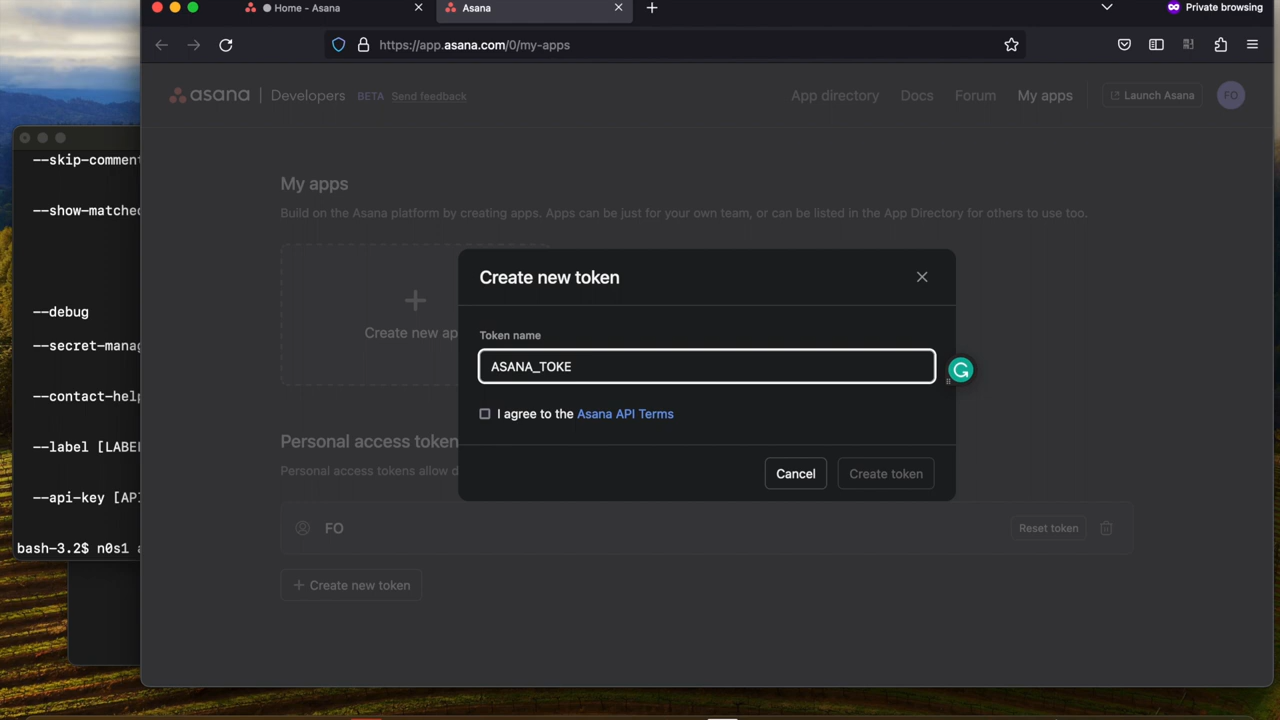 Home - Asana
Asana
Private browsing
https://app.asana.com/0/my-apps
asana
Developers
BETA
Send feedback
App directory
Docs
Forum
My apps
Launch Asana
FO
--skip-comment
--show-matched
--debug
--secret-manag
--contact-help
--label [LABEL
--api-key [API
bash-3.2$ n0s1 a
My apps
Build on the Asana platform by creating apps. Apps can be just for your own team, or can be listed in the App Directory for others to use too.
Create new ap
Create new token
Token name
ASANA_TOKE
I agree to the Asana API Terms
Cancel
Create token
Personal access token
Personal access tokens allow d
FO
Reset token
+ Create new token